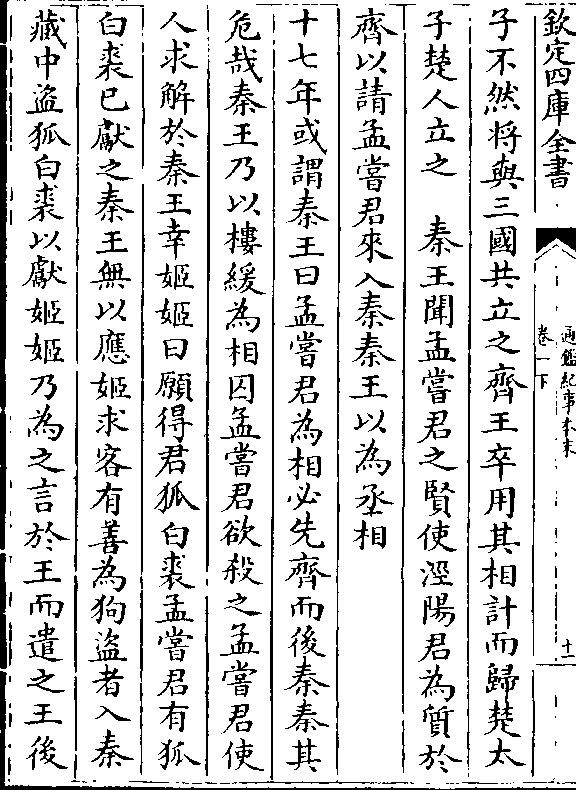 欽定四庫全書
通鑑紀事本末
卷一下
十二
子不然將與三國共立之齊王卒用其相計而歸楚太
子楚人立之　秦王聞孟嘗君之賢使涇陽君為質於
齊以請孟嘗君來入秦秦王以為丞相
十七年或謂秦王曰孟嘗君為相必先齊而後秦秦其
危哉秦王乃以樓緩為相囚孟嘗君欲殺之孟嘗君使
人求解於秦王幸姬姬曰願得君狐白裘孟嘗君有狐
白裘已獻之秦王無以應姬求客有善為狗盜者入秦
藏中盜狐白裘以獻姬姬乃為之言於王而遣之王後